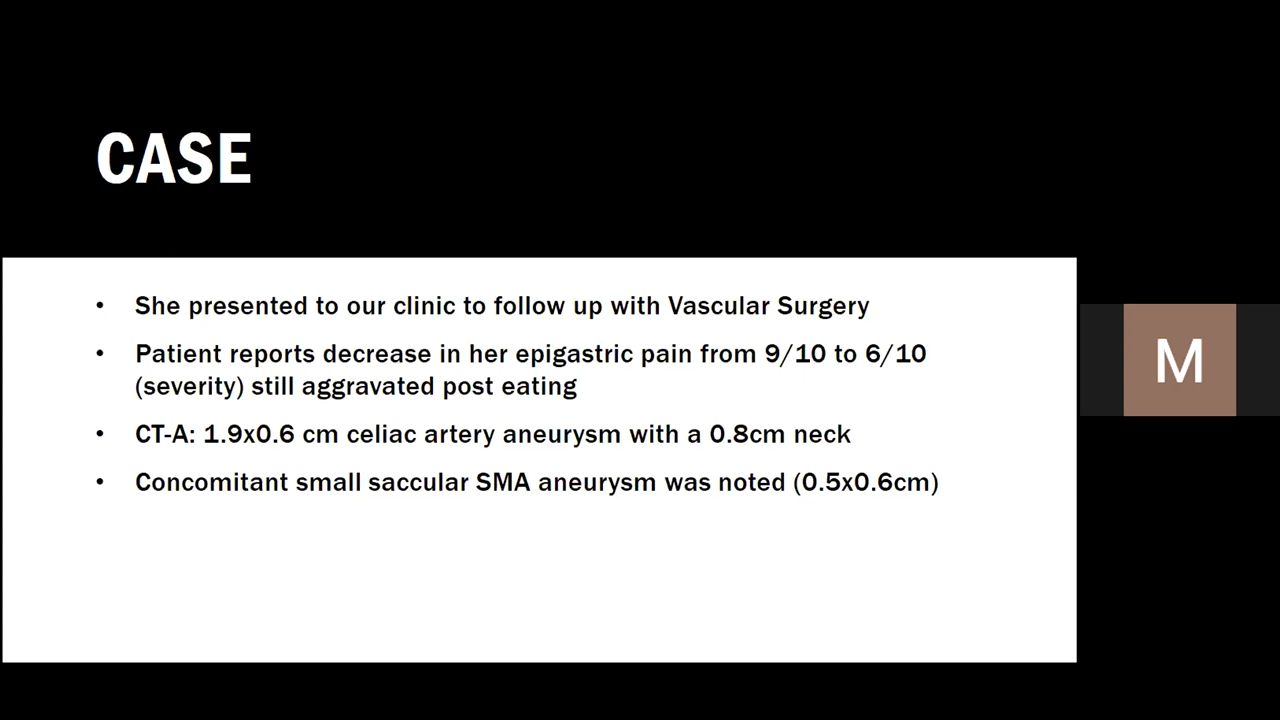 CASE
• She presented to our clinic to follow up with Vascular Surgery
• Patient reports decrease in her epigastric pain from 9/10 to 6/10
(severity) still aggravated post eating
• CT-A: 1.9x0.6 cm celiac artery aneurysm with a 0.8cm neck
• Concomitant small saccular SMA aneurysm was noted (0.5x0.6cm)
M